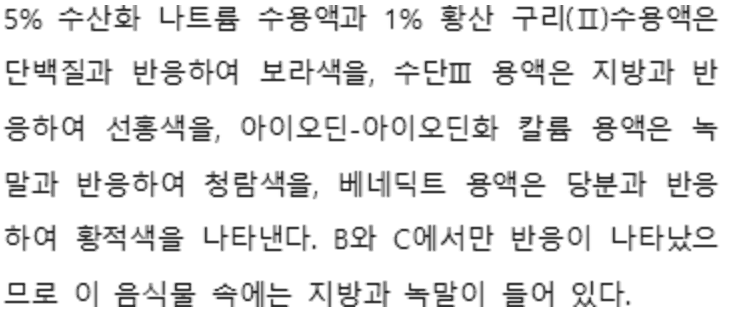 5% 수산화 나트륨 수용액과 1% 황산 구리(Ⅱ)수용액은
단백질과 반응하여 보라색을, 수단Ⅲ 용액은 지방과 반
응하여 선홍색을, 아이오딘-아이오딘화 칼륨 용액은 녹
말과 반응하여 청람색을, 베네딕트 용액은 당분과 반응
하여 황적색을 나타낸다. B와 C에서만 반응이 나타났으
므로 이 음식물 속에는 지방과 녹말이 들어 있다.